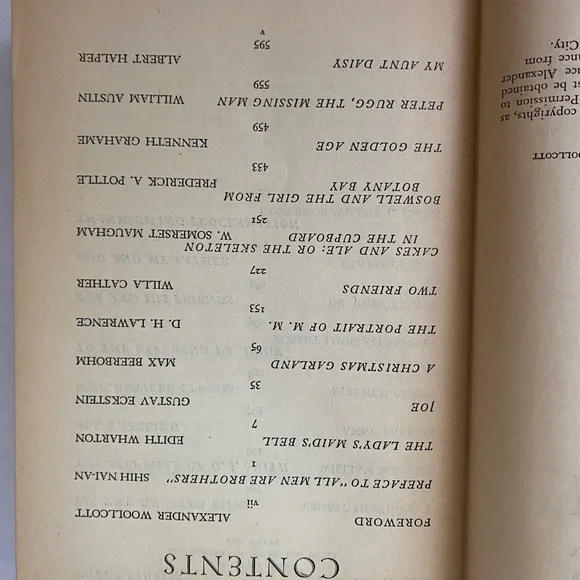 OOLLCOTT
copyrights, as
Permission to
be obtained
Alexander
from
City.
CONTENTS
FOREWORD ALEXANDER WOOLLCOTT
vii
PREFACE TO "ALL MEN ARE BROTHERS" SHIH NAI-AN
1
THE LADY'S MAID'S BELL EDITH WHARTON
7
JOE GUSTAV ECKSTEIN
35
A CHRISTMAS GARLAND MAX BEERBOHM
65
THE PORTRAIT OF M. M. D. H. LAWRENCE
153
TWO FRIENDS WILLA CATHER
227
CAKES AND ALE: OR THE SKELETON
IN THE CUPBOARD W. SOMERSET MAUGHAM
251
BOSWELL AND THE GIRL FROM
BOTANY BAY FREDERICK A. POTTLE
433
THE GOLDEN AGE KENNETH GRAHAME
459
PETER RUGG, THE MISSING MAN WILLIAM AUSTIN
559
MY AUNT DAISY ALBERT HALPER
595
v